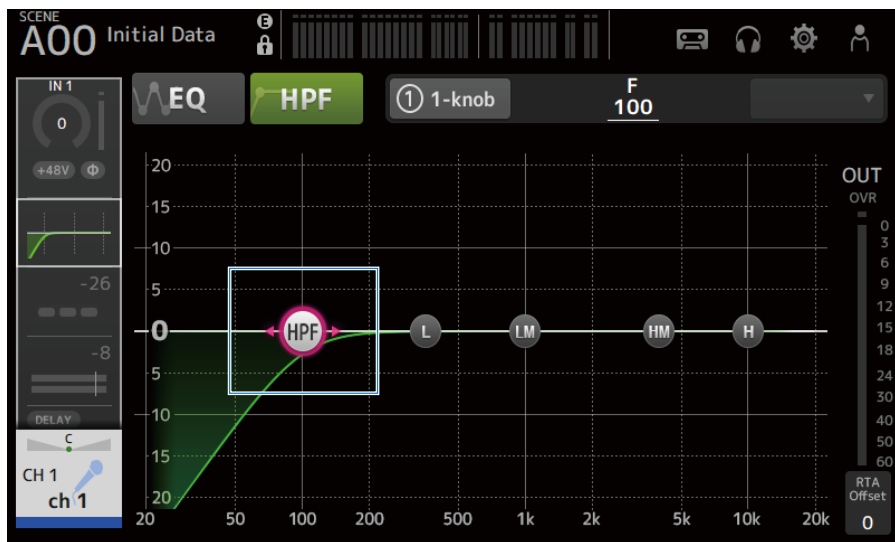 SCENE
A00 Initial Data
E
IN 1
0
+48V Φ
-26
-8
DELAY
C
CH 1
ch 1
EQ
HPF
1 1-knob
F
100
20
15
10
5
0
5
10
15
20
HPF
L
LM
HM
H
20 50 100 200 500 1k 2k 5k 10k 20k
OUT
OVR
0
3
6
9
12
15
18
24
30
40
50
60
RTA
Offset
0